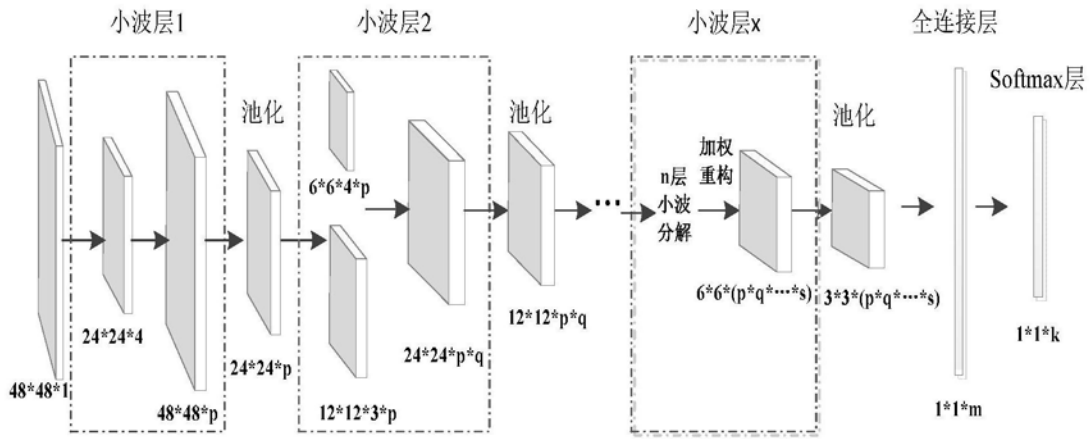 小波层1
小波层2
小波层x
全连接层
Softmax层
池化
池化
池化
加权
重构
n层
小波
分解
...
6*6*4*p
24*24*4
48*48*1
48*48*p
24*24*p
12*12*3*p
24*24*p*q
12*12*p*q
6*6*(p*q*···*s)
3*3*(p*q*···*s)
1*1*m
1*1*k